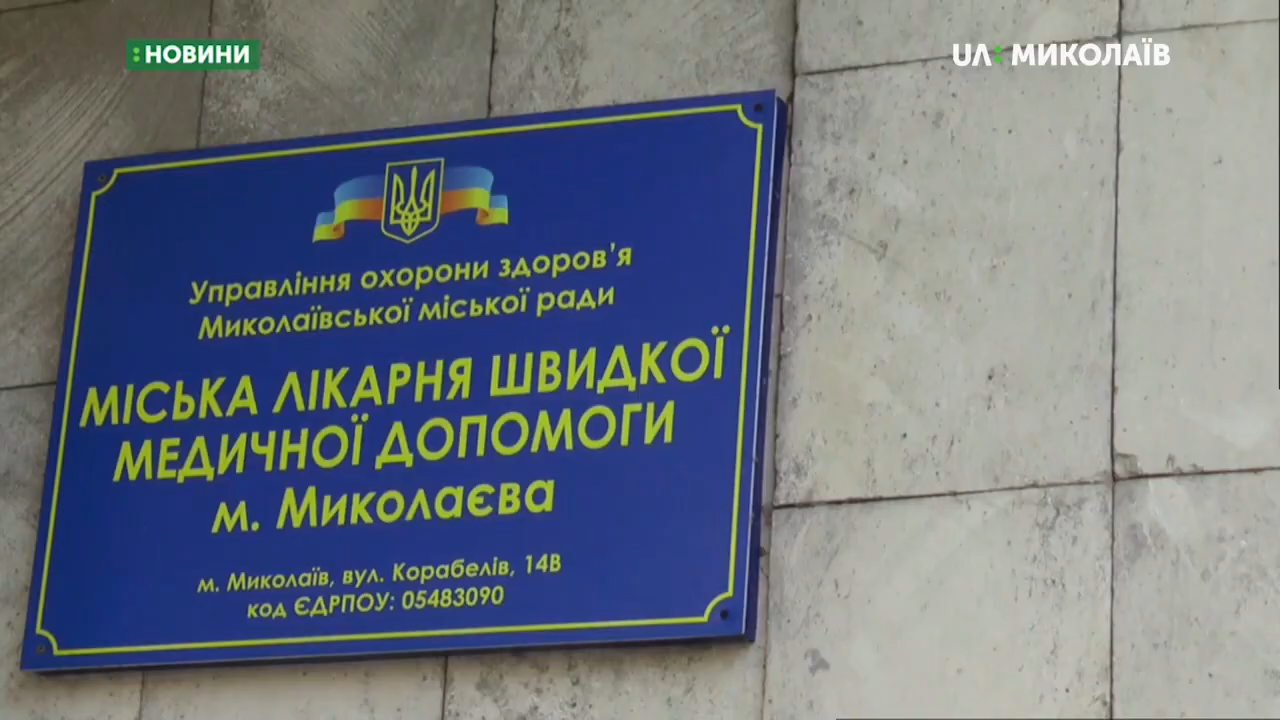 :НОВИНИ
UA: МИКОЛАЇВ
Управління охорони здоров'я
Миколаївської міської ради
МІСЬКА ЛІКАРНЯ ШВИДКОЇ
МЕДИЧНОЇ ДОПОМОГИ
м. Миколаєва
м. Миколаїв, вул. Корабелів, 14В
код ЄДРПОУ: 05483090